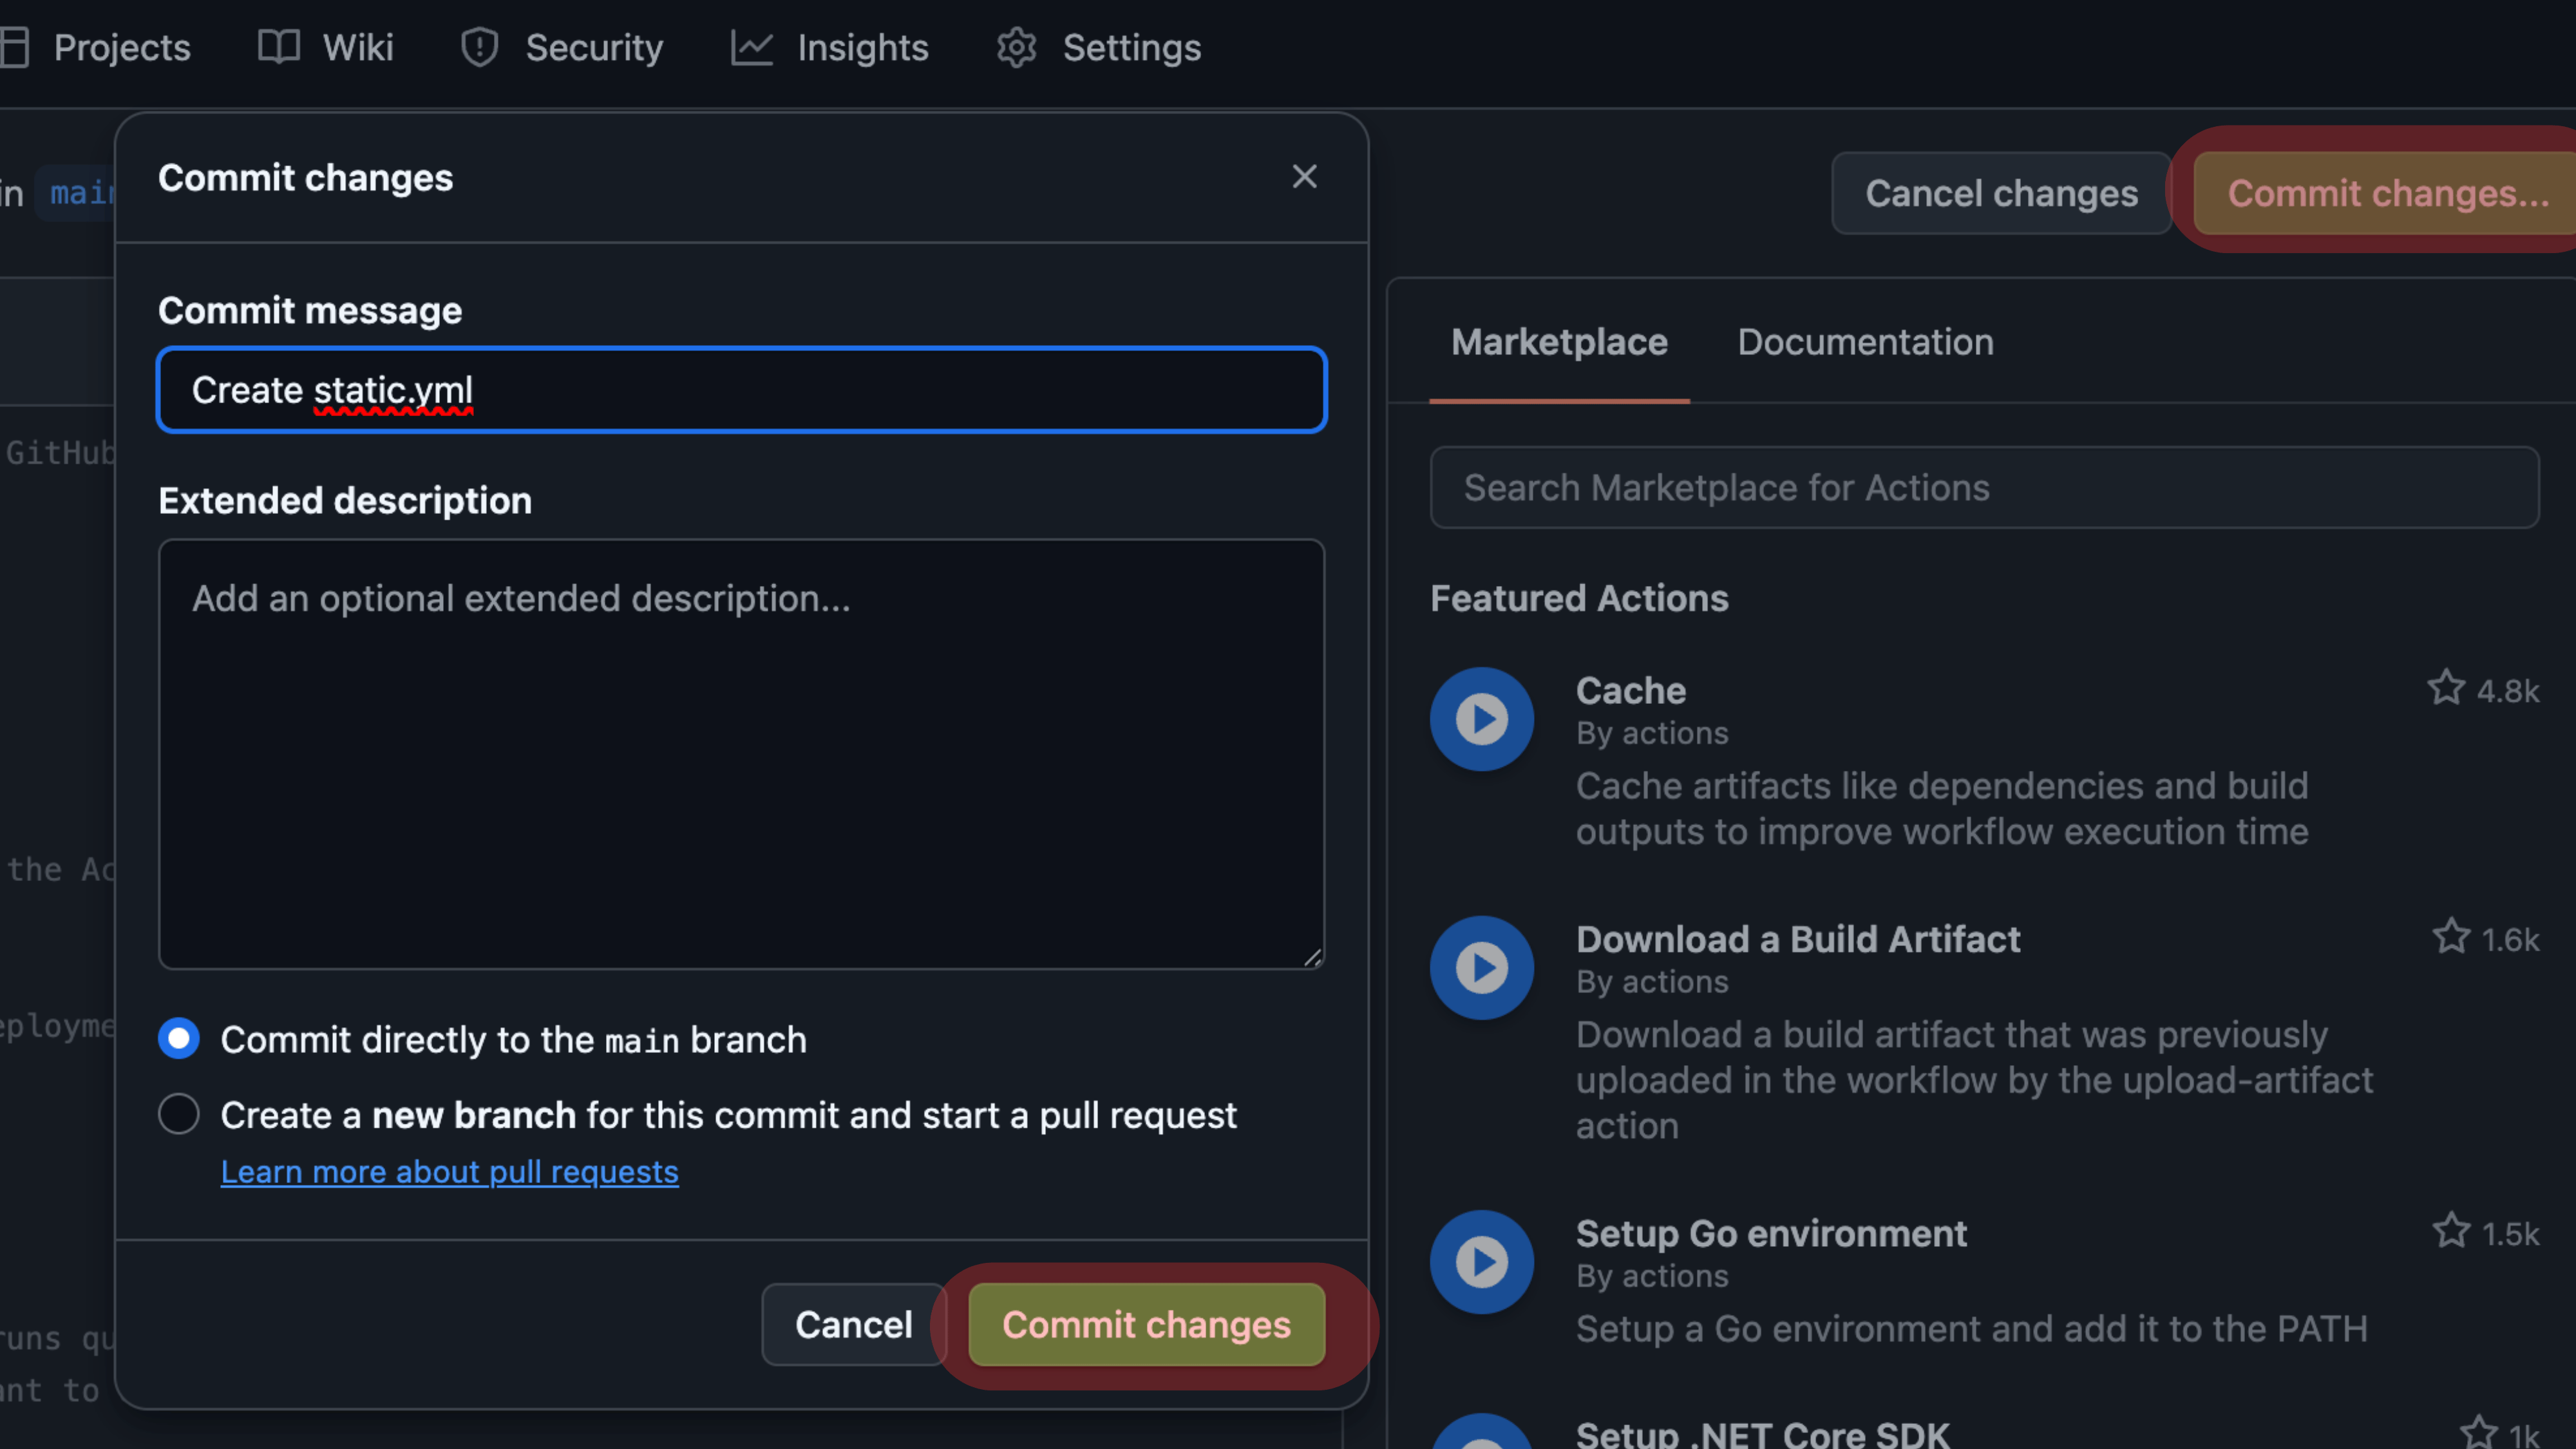 Projects
Wiki
Security
Insights
Settings
in
Cancel changes
Commit changes...
Commit changes
Commit message
Create static.yml
Extended description
Add an optional extended description...
Commit directly to the main branch
Create a new branch for this commit and start a pull request
Learn more about pull requests
Cancel
Commit changes
GitHub
the
ant to
Marketplace
Documentation
Search Marketplace for Actions
Featured Actions
Cache
4.8k
By actions
Cache artifacts like dependencies and build
outputs to improve workflow execution time
Download a Build Artifact
1.6k
By actions
Download a build artifact that was previously
uploaded in the workflow by the upload-artifact
action
Setup Go environment
1.5k
By actions
Setup a Go environment and add it to the PATH
Setup .NET Core SDK
1k